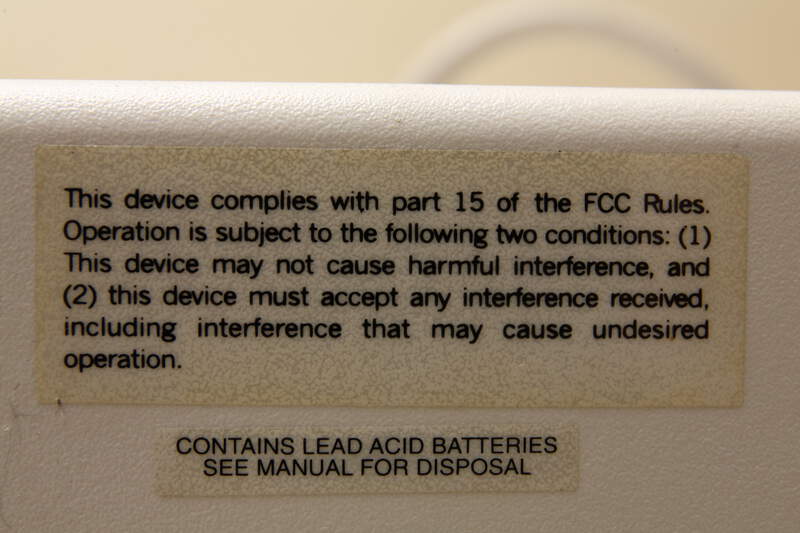 This device complies with part 15 of the FCC Rules.
Operation is subject to the following two conditions: (1)
This device may not cause harmful interference, and
(2) this device must accept any interference received,
including interference that may cause undesired
operation.
CONTAINS LEAD ACID BATTERIES
SEE MANUAL FOR DISPOSAL